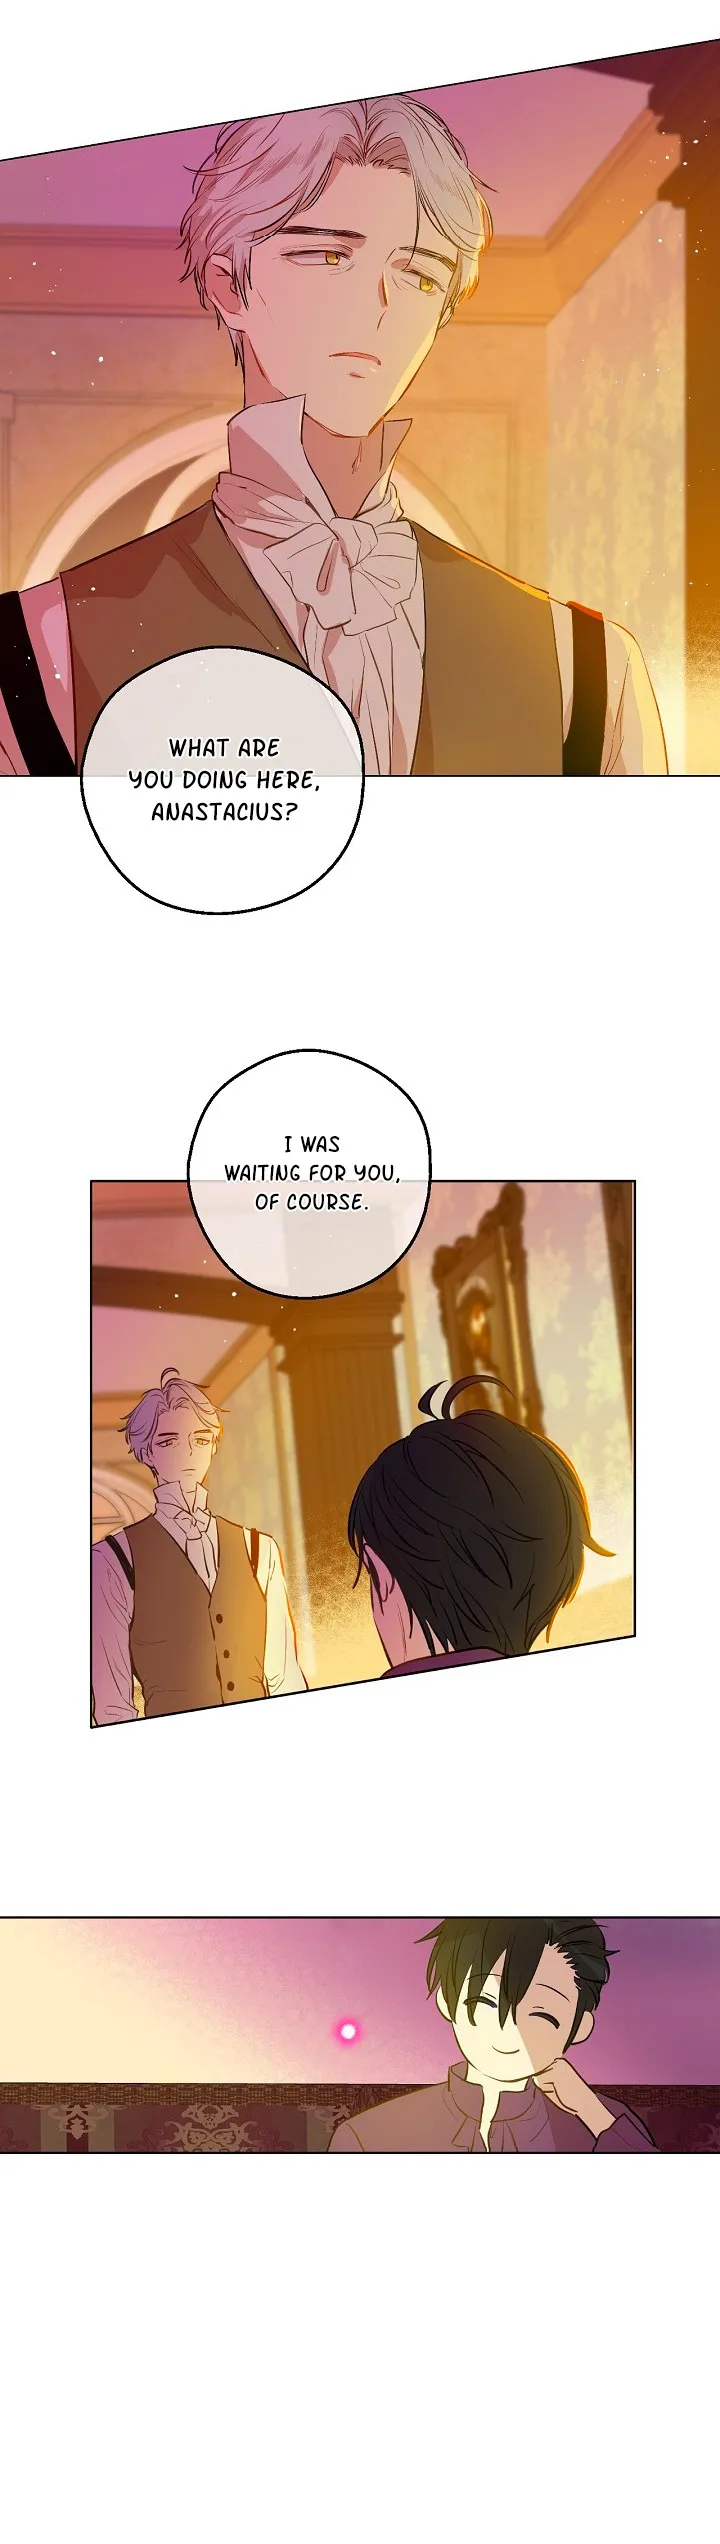 WHAT ARE
YOU DOING HERE,
ANASTACIUS?
I WAS
WAITING FOR YOU,
OF COURSE.